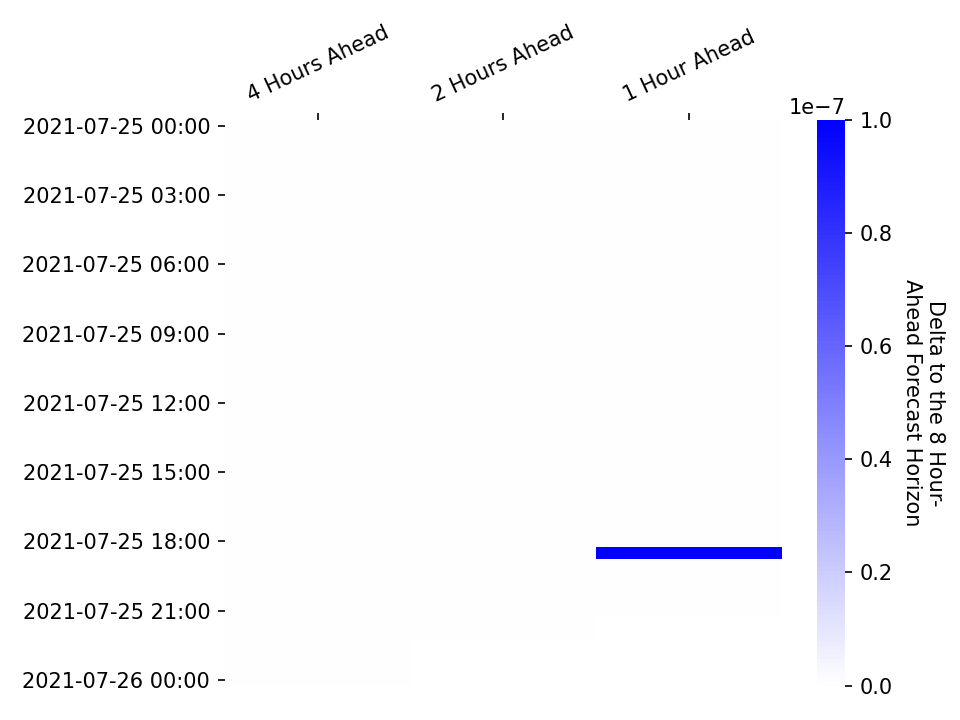 4 Hours Ahead
2 Hours Ahead
1 Hour Ahead
1e−7
2021-07-25 00:00
2021-07-25 03:00
2021-07-25 06:00
2021-07-25 09:00
2021-07-25 12:00
2021-07-25 15:00
2021-07-25 18:00
2021-07-25 21:00
2021-07-26 00:00
1.0
0.8
0.6
0.4
0.2
0.0
Delta to the 8 Hour-
Ahead Forecast Horizon